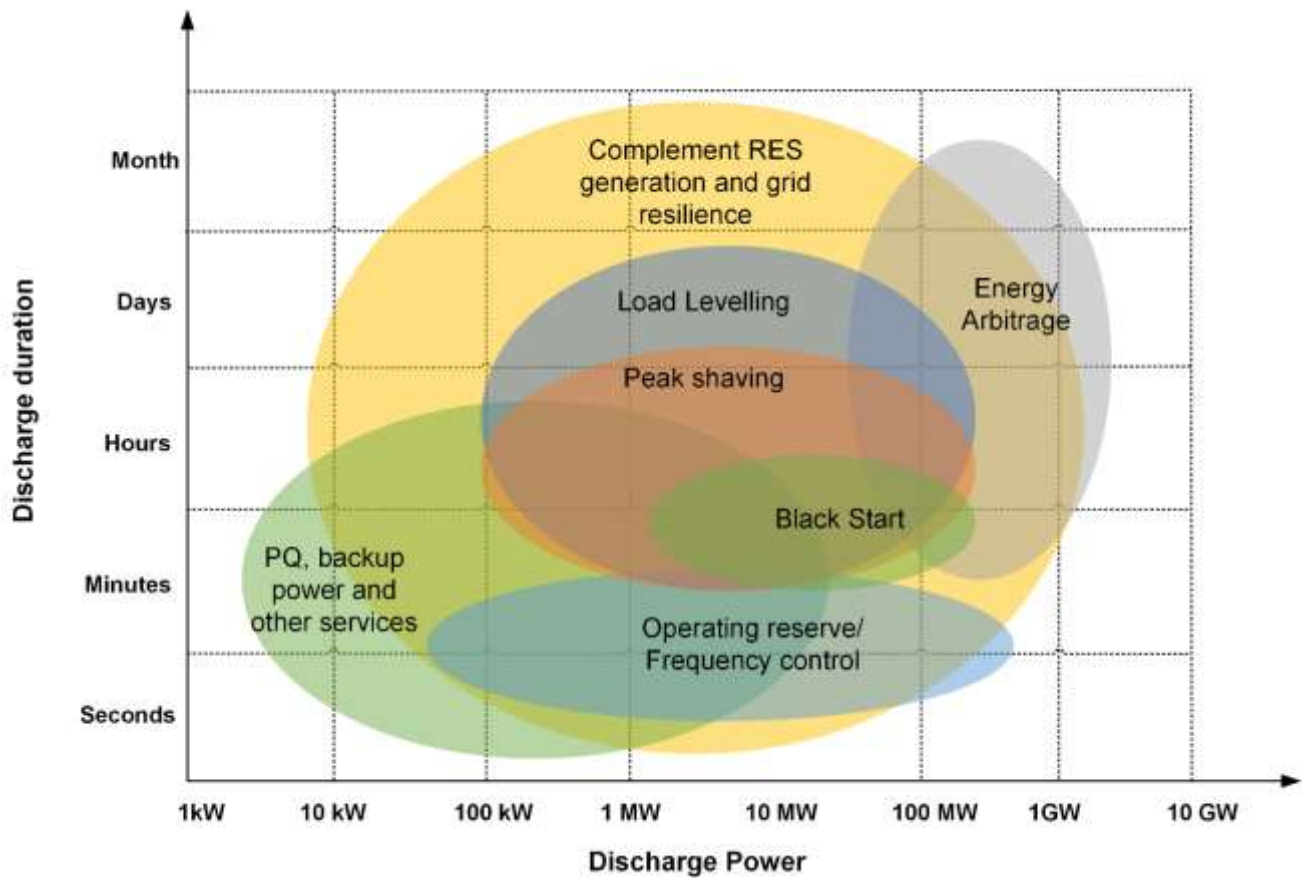 Month
Complement RES
generation and grid
resilience
Days
Load Levelling
Energy
Arbitrage
Peak shaving
Hours
Black Start
PQ, backup
power and
other services
Minutes
Operating reserve/
Frequency control
Seconds
Discharge duration
1kW
10 kW
100 kW
1 MW
10 MW
100 MW
1GW
10 GW
Discharge Power